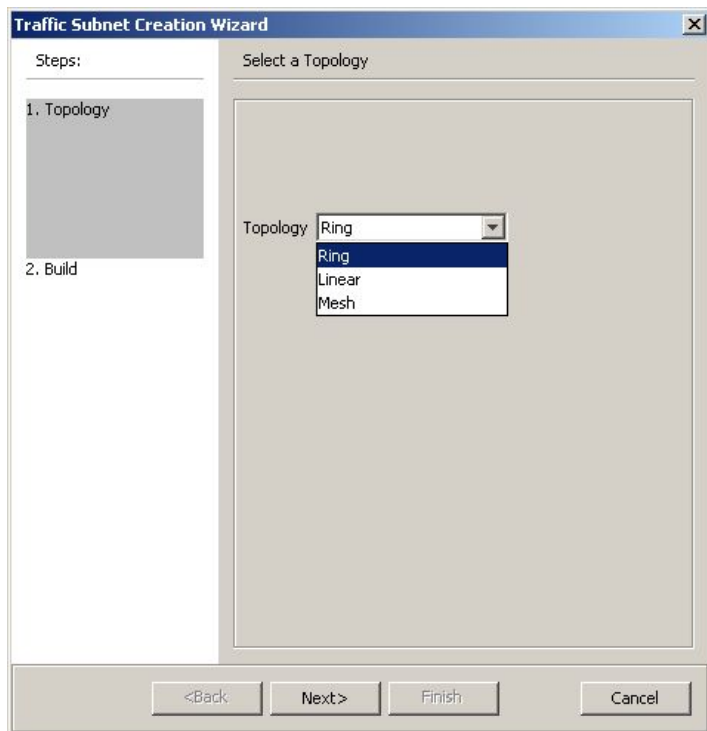 Traffic Subnet Creation Wizard
Steps:
Select a Topology
1. Topology
2. Build
Topology Ring
Ring
Linear
Mesh
<Back
Next>
Finish
Cancel